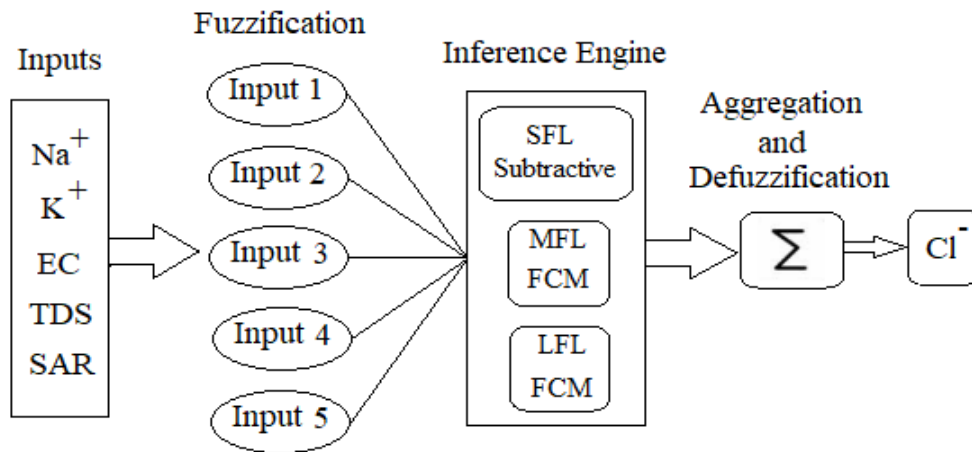 Inputs
Na+
K+
EC
TDS
SAR
Fuzzification
Input 1
Input 2
Input 3
Input 4
Input 5
Inference Engine
SFL
Subtractive
MFL
FCM
LFL
FCM
Aggregation
and
Defuzzification
Σ
Cl-